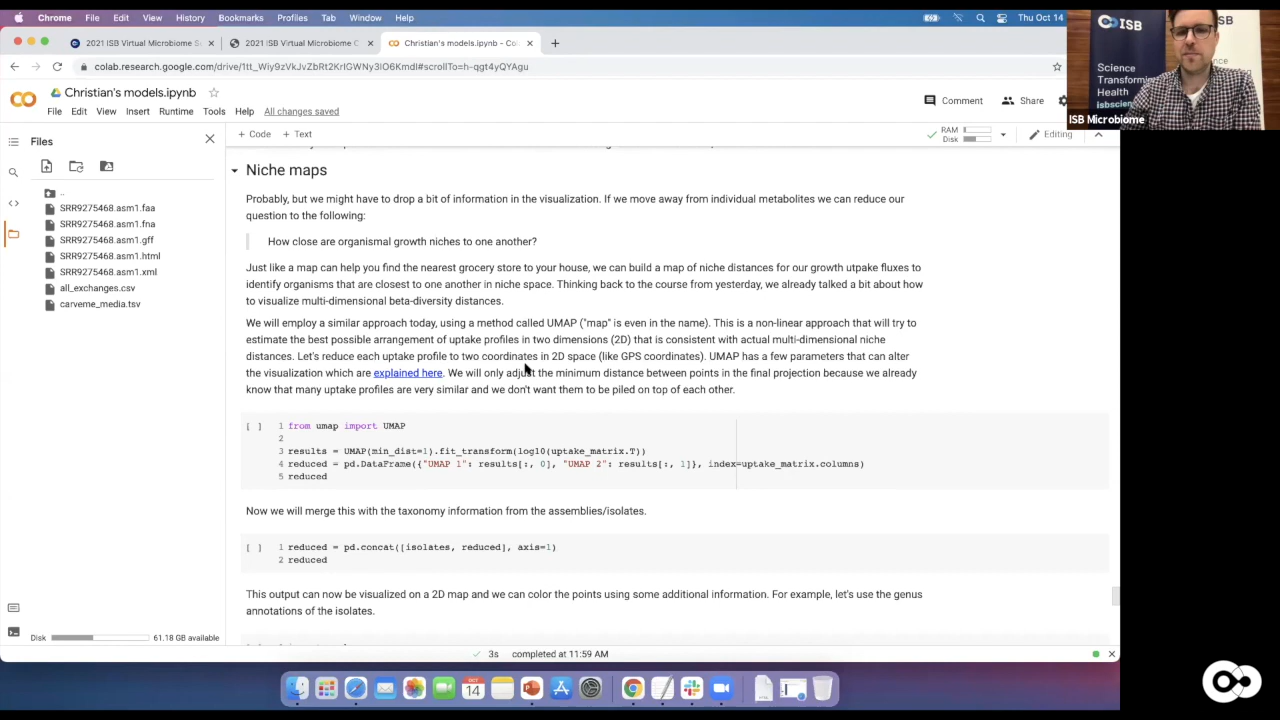 Chrome File Edit View History Bookmarks Profiles Tab Window Help Thu Oct 14
2021 ISB Virtual Microbiome S 2021 ISB Virtual Microbiome C Christian's models.ipynb - Co
colab.research.google.com/drive/1tt_Wiy9zVkJvZbRt2KrIGWNy3IO6KmdI#scrollTo=h-qgt4yQYAgu
ISB
Science
Transforming
Health
ISB Microbiome
Christian's models.ipynb
File Edit View Insert Runtime Tools Help All changes saved
Comment Share
+ Code + Text
RAM
Disk
Editing
Files
..
SRR9275468.asm1.faa
SRR9275468.asm1.fna
SRR9275468.asm1.gff
SRR9275468.asm1.html
SRR9275468.asm1.xml
all_exchanges.csv
carveme_media.tsv
Disk 61.18 GB available
Niche maps
Probably, but we might have to drop a bit of information in the visualization. If we move away from individual metabolites we can reduce our
question to the following:
How close are organismal growth niches to one another?
Just like a map can help you find the nearest grocery store to your house, we can build a map of niche distances for our growth utpake fluxes to
identify organisms that are closest to one another in niche space. Thinking back to the course from yesterday, we already talked a bit about how
to visualize multi-dimensional beta-diversity distances.
We will employ a similar approach today, using a method called UMAP ("map" is even in the name). This is a non-linear approach that will try to
estimate the best possible arrangement of uptake profiles in two dimensions (2D) that is consistent with actual multi-dimensional niche
distances. Let's reduce each uptake profile to two coordinates in 2D space (like GPS coordinates). UMAP has a few parameters that can alter
the visualization which are explained here. We will only adjust the minimum distance between points in the final projection because we already
know that many uptake profiles are very similar and we don't want them to be piled on top of each other.
[ ] 1 from umap import UMAP
2
3 results = UMAP(min_dist=1).fit_transform(log10(uptake_matrix.T))
4 reduced = pd.DataFrame({"UMAP 1": results[:, 0], "UMAP 2": results[:, 1]}, index=uptake_matrix.columns)
5 reduced
Now we will merge this with the taxonomy information from the assemblies/isolates.
[ ] 1 reduced = pd.concat([isolates, reduced], axis=1)
2 reduced
This output can now be visualized on a 2D map and we can color the points using some additional information. For example, let's use the genus
annotations of the isolates.
3s completed at 11:59 AM